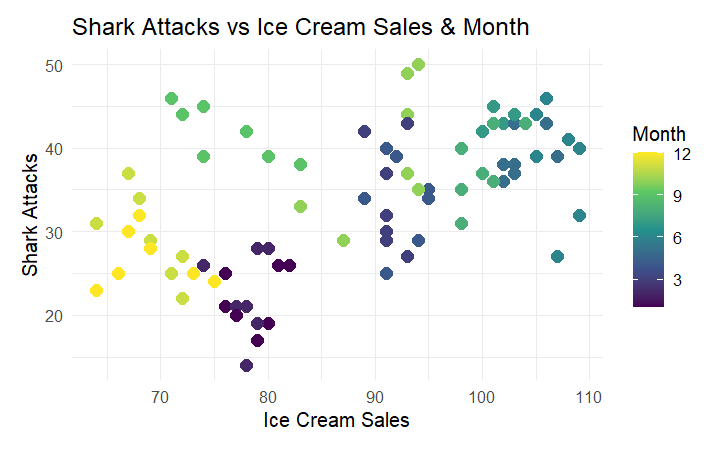 Shark Attacks vs Ice Cream Sales & Month
Shark Attacks
50
40
30
20
70 80 90 100 110
Ice Cream Sales
Month
12
9
6
3